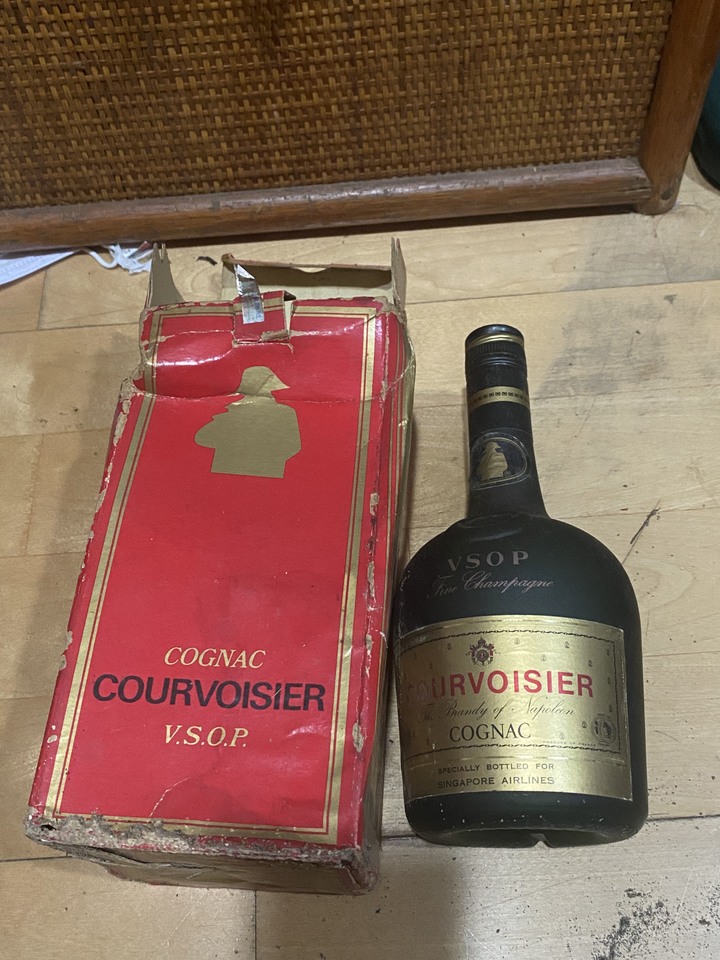 COGNAC
COURVOISIER
V.S.O.P.
VSOP
Fine Champagne
COURVOISIER
The Brandy of Napoleon
COGNAC
SPECIALLY BOTTLED FOR
SINGAPORE AIRLINES